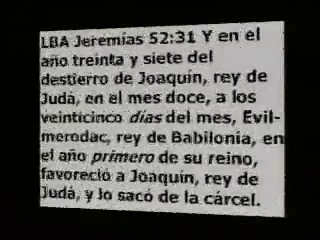 LBA Jeremías 52:31 Y en el
año treinta y siete del
destierro de Joaquín, rey de
Judá, en el mes doce, a los
veinticinco días del mes, Evil-
merodac, rey de Babilonia, en
el año primero de su reino,
favoreció a Joaquín, rey de
Judá, y lo sacó de la cárcel.